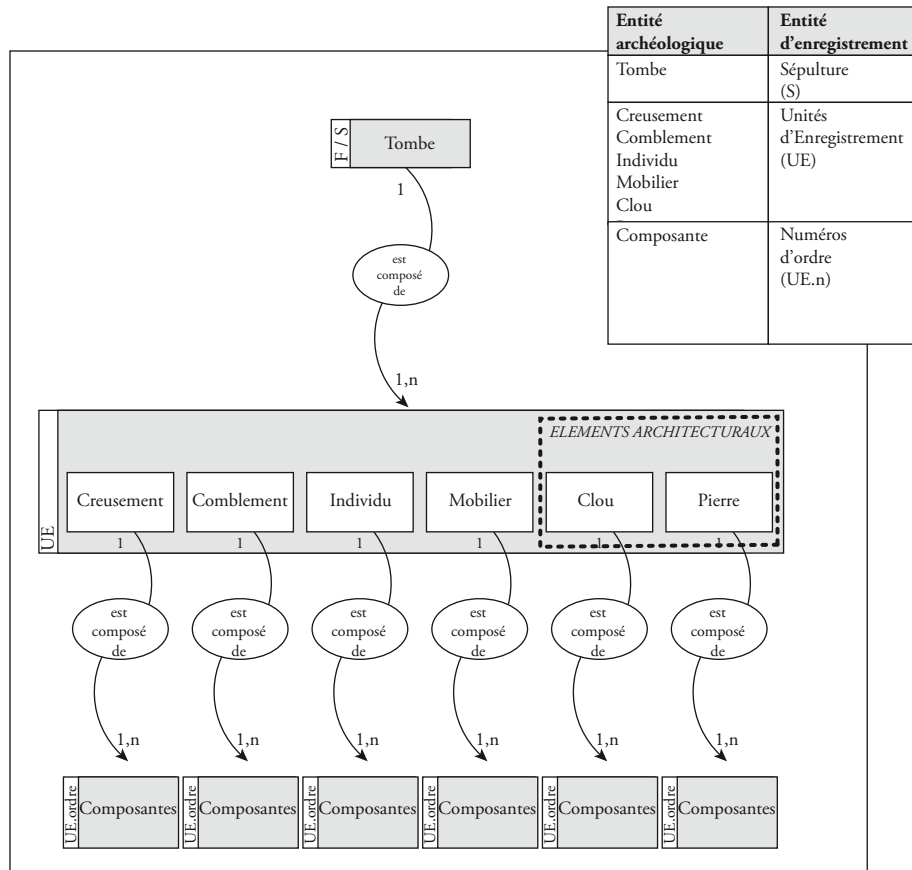 Entité archéologique
Entité d'enregistrement
Tombe
Sépulture
(S)
Creusement
Comblement
Individu
Mobilier
Clou
Unités
d'Enregistrement
(UE)
Composante
Numéros
d'ordre
(UE.n)
F / S
Tombe
1
est
composé
de
1,n
UE
ELEMENTS ARCHITECTURAUX
Creusement
Comblement
Individu
Mobilier
Clou
Pierre
1
1
1
1
1
1
est
composé
de
est
composé
de
est
composé
de
est
composé
de
est
composé
de
est
composé
de
1,n
1,n
1,n
1,n
1,n
1,n
UE.ordre
Composantes
UE.ordre
Composantes
UE.ordre
Composantes
UE.ordre
Composantes
UE.ordre
Composantes
UE.ordre
Composantes